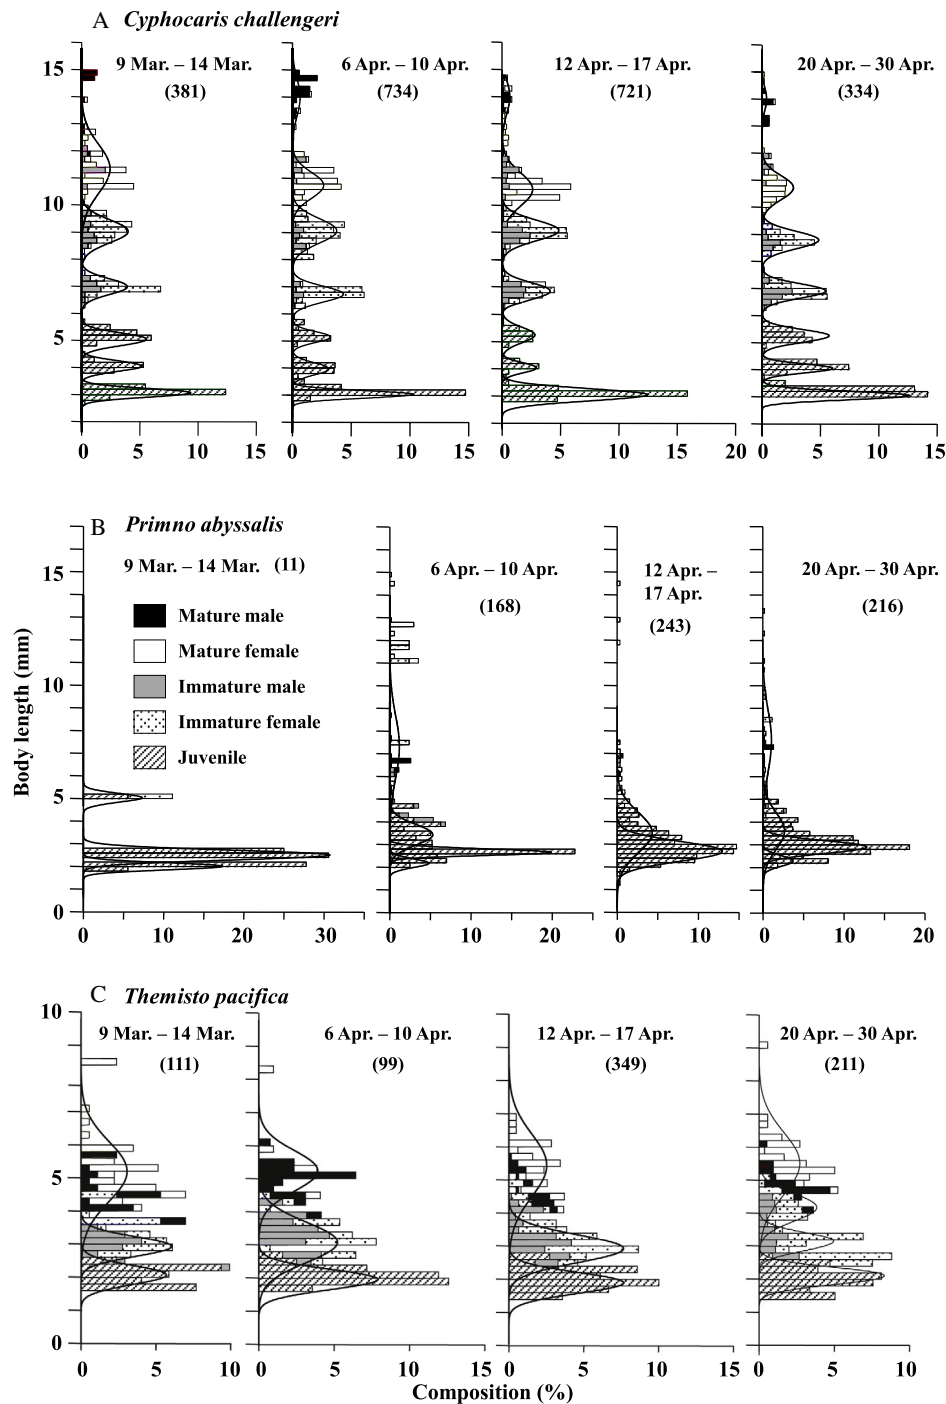 A Cyphocaris challengeri
9 Mar. – 14 Mar. 6 Apr. – 10 Apr. 12 Apr. – 17 Apr. 20 Apr. – 30 Apr.
(381) (734) (721) (334)
15
10
5
0 5 10 15 0 5 10 15 0 5 10 15 20 0 5 10 15
B Primno abyssalis
9 Mar. – 14 Mar. (11) 6 Apr. – 10 Apr. 12 Apr. – 20 Apr. – 30 Apr.
17 Apr.
(168) (243) (216)
Mature male
Mature female
Immature male
Immature female
Juvenile
Body length (mm)
15
10
5
0
0 10 20 30 0 10 20 0 10 0 10 20
C Themisto pacifica
9 Mar. – 14 Mar. 6 Apr. – 10 Apr. 12 Apr. – 17 Apr. 20 Apr. – 30 Apr.
(111) (99) (349) (211)
10
5
0
0 5 10 0 5 10 15 0 5 10 15 0 5 10
Composition (%)